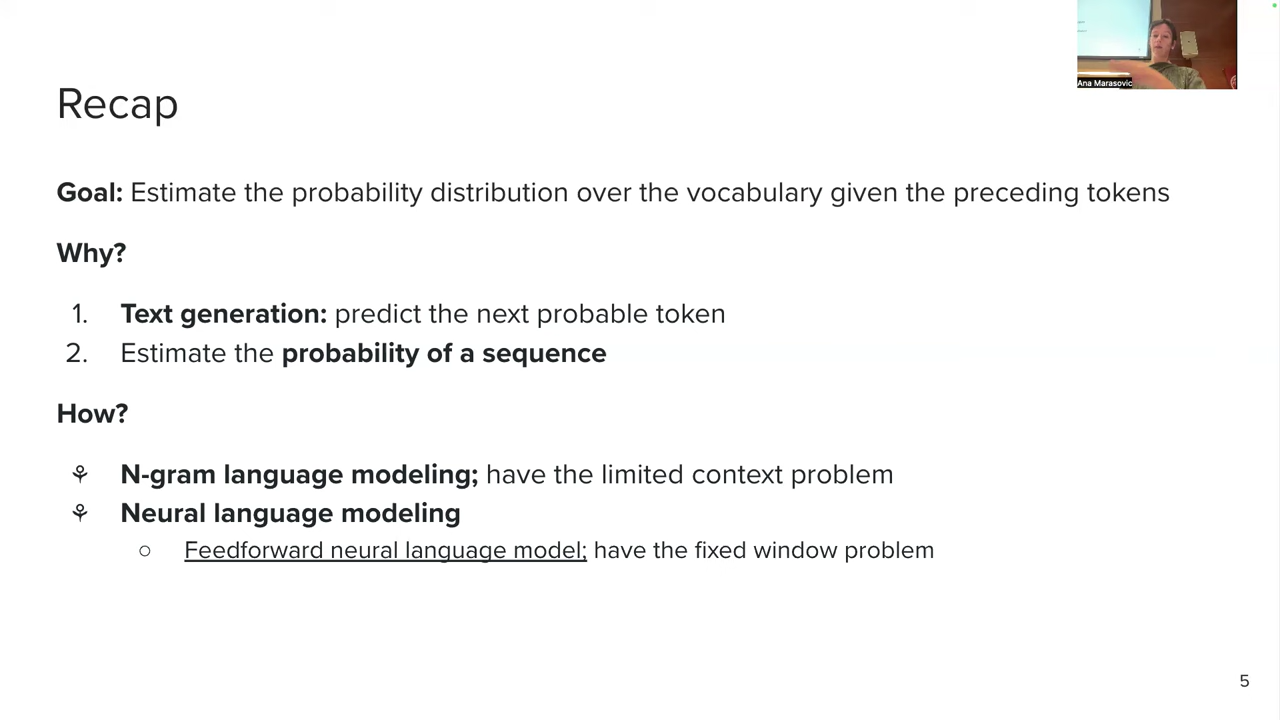 Ana Marasovic
Recap
Goal: Estimate the probability distribution over the vocabulary given the preceding tokens
Why?
1. Text generation: predict the next probable token
2. Estimate the probability of a sequence
How?
⚘ N-gram language modeling; have the limited context problem
⚘ Neural language modeling
○ Feedforward neural language model; have the fixed window problem
5